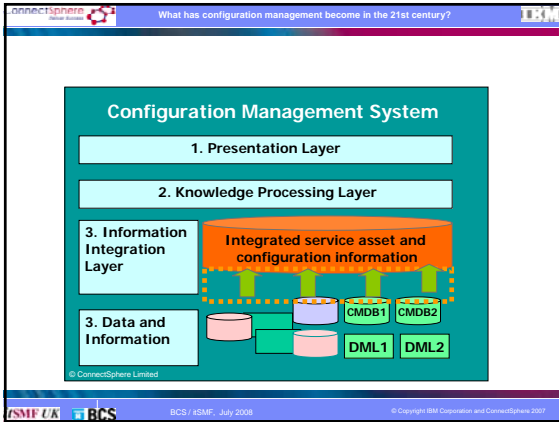 ConnectSphere
What has configuration management become in the 21st century?
IBM
Configuration Management System
1. Presentation Layer
2. Knowledge Processing Layer
3. Information
Integration
Layer
Integrated service asset and
configuration information
3. Data and
Information
CMDB1
CMDB2
DML1
DML2
© ConnectSphere Limited
itSMF UK
BCS
BCS / itSMF, July 2008
© Copyright IBM Corporation and ConnectSphere 2007